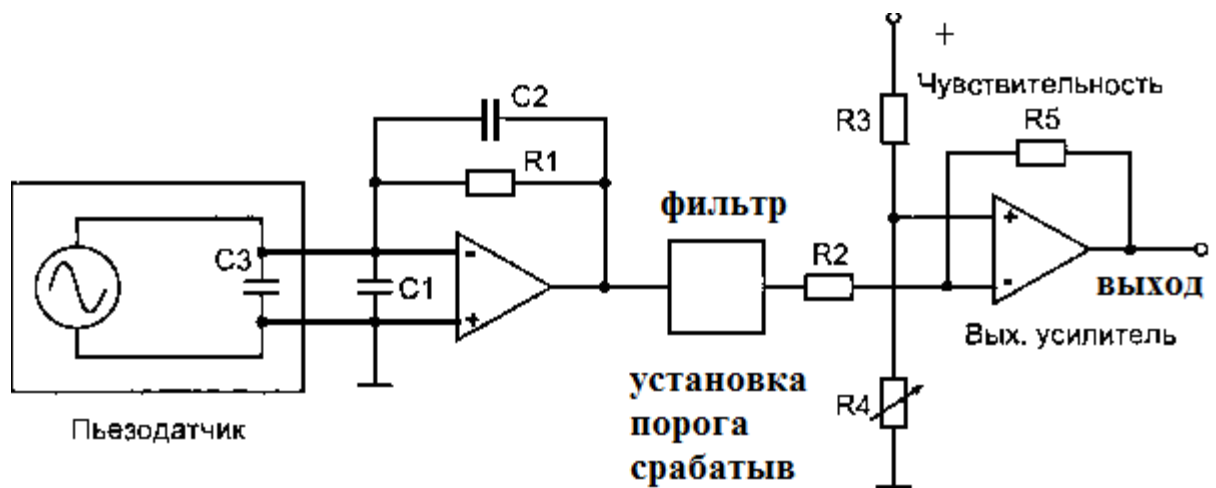 +
Чувствительность
C2
R3
R5
R1
фильтр
+
-
C3
C1
R2
-
+
выход
Вых. усилитель
установка
порога
срабатыв
R4
Пьезодатчик